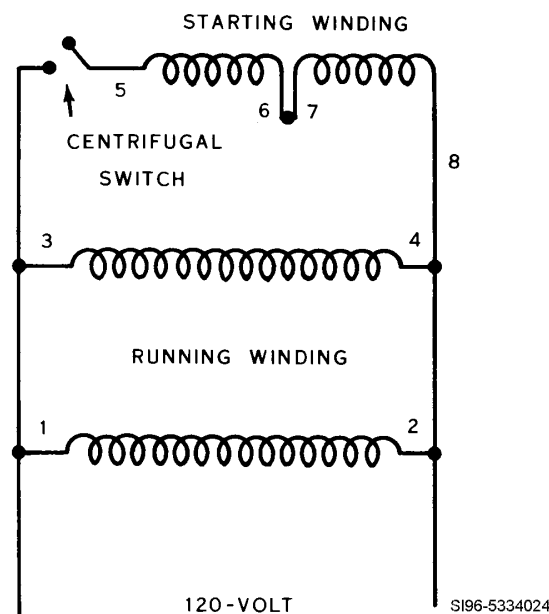 STARTING WINDING
5
6 7
CENTRIFUGAL
SWITCH
8
3 4
RUNNING WINDING
1 2
120-VOLT
SI96-5334024